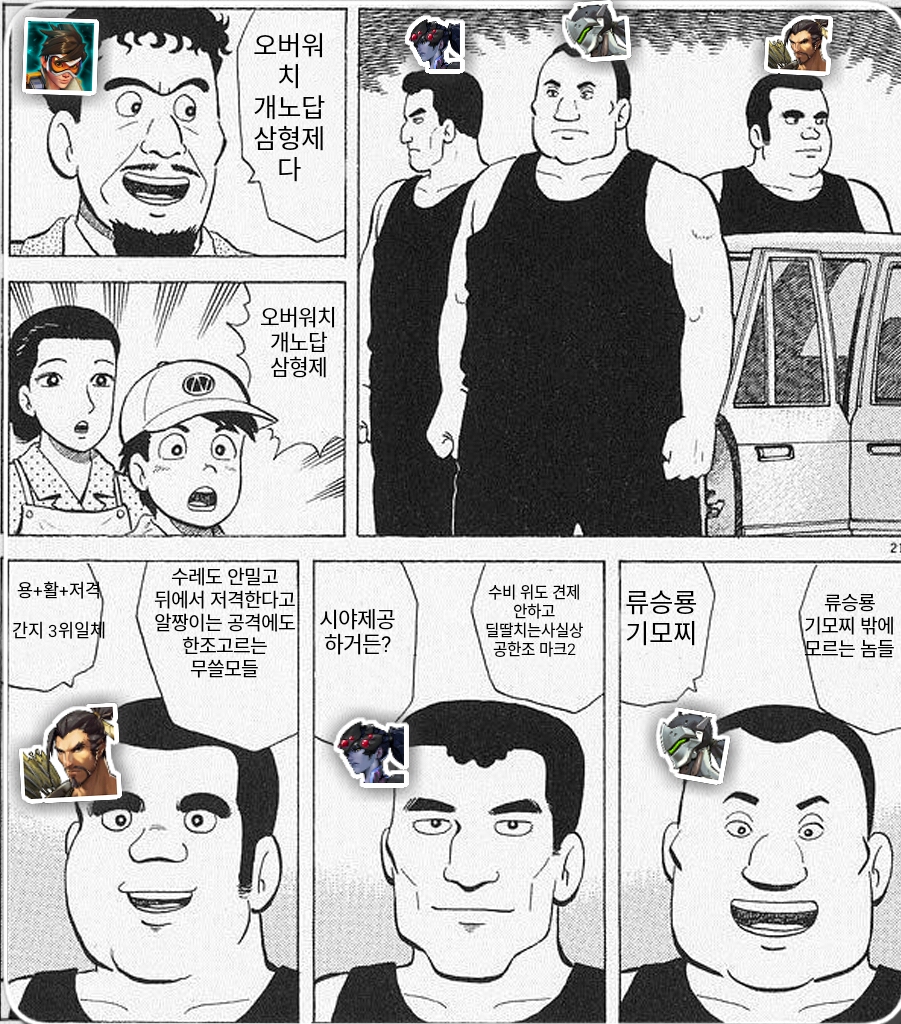 오버워
치
개노답
삼형제
다
오버워치
개노답
삼형제
21
용+활+저격
간지 3위일체
수레도 안밀고
뒤에서 저격한다고
알짱이는 공격에도
한조고르는
무쓸모들
시야제공
하거든?
수비 위도 견제
안하고
딜딸치는사실상
공한조 마크2
류승룡
기모찌
류승룡
기모찌 밖에
모르는 놈들